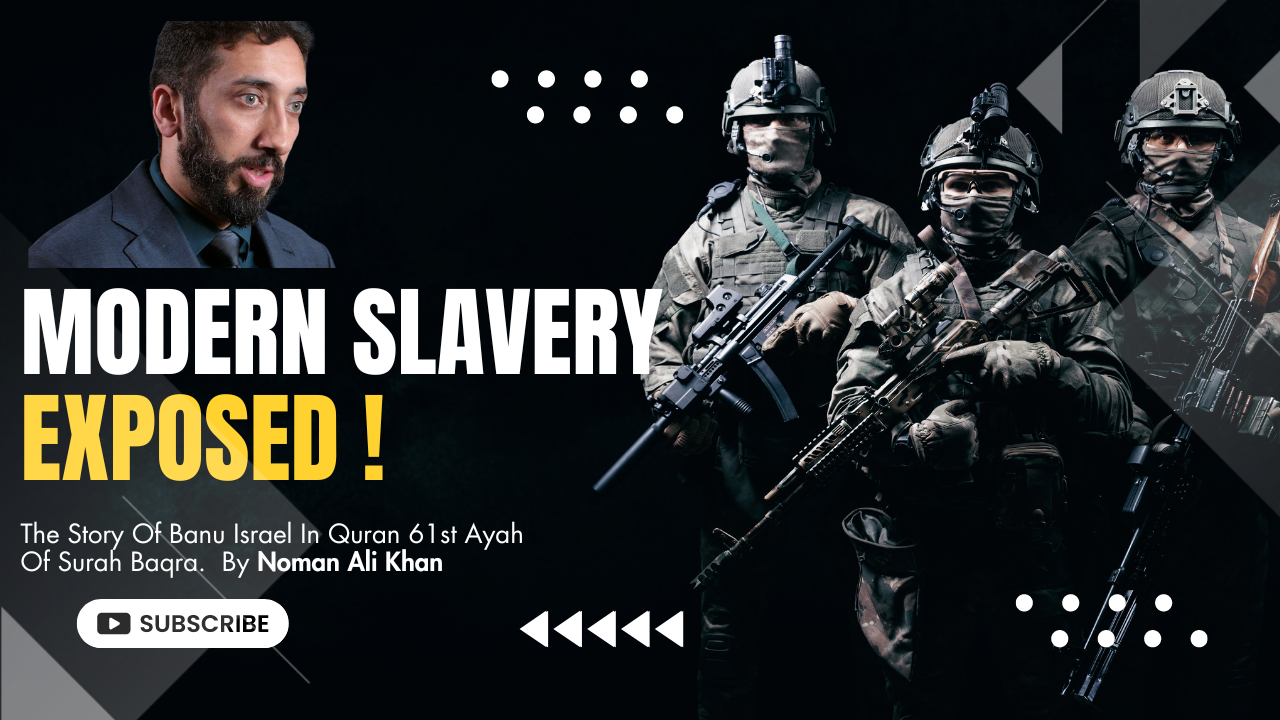 MODERN SLAVERY
EXPOSED !
The Story Of Banu Israel In Quran 61st Ayah
Of Surah Baqra. By Noman Ali Khan
SUBSCRIBE